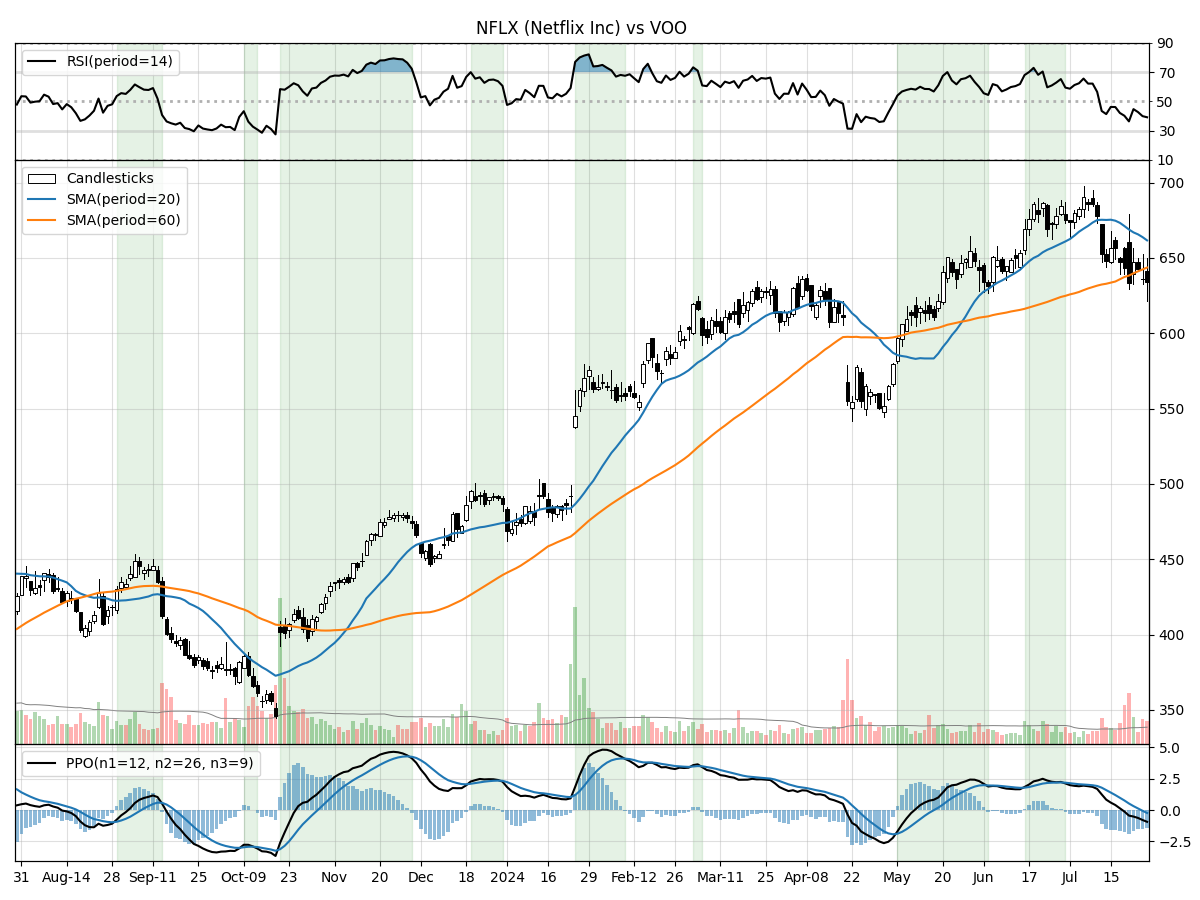 NFLX (Netflix Inc) vs VOO
RSI(period=14)
90
70
50
30
10
Candlesticks
SMA(period=20)
SMA(period=60)
700
650
600
550
500
450
400
350
PPO(n1=12, n2=26, n3=9)
5.0
2.5
0.0
−2.5
31 Aug-14 28 Sep-11 25 Oct-09 23 Nov 20 Dec 18 2024 16 29 Feb-12 26 Mar-11 25 Apr-08 22 May 20 Jun 17 Jul 15